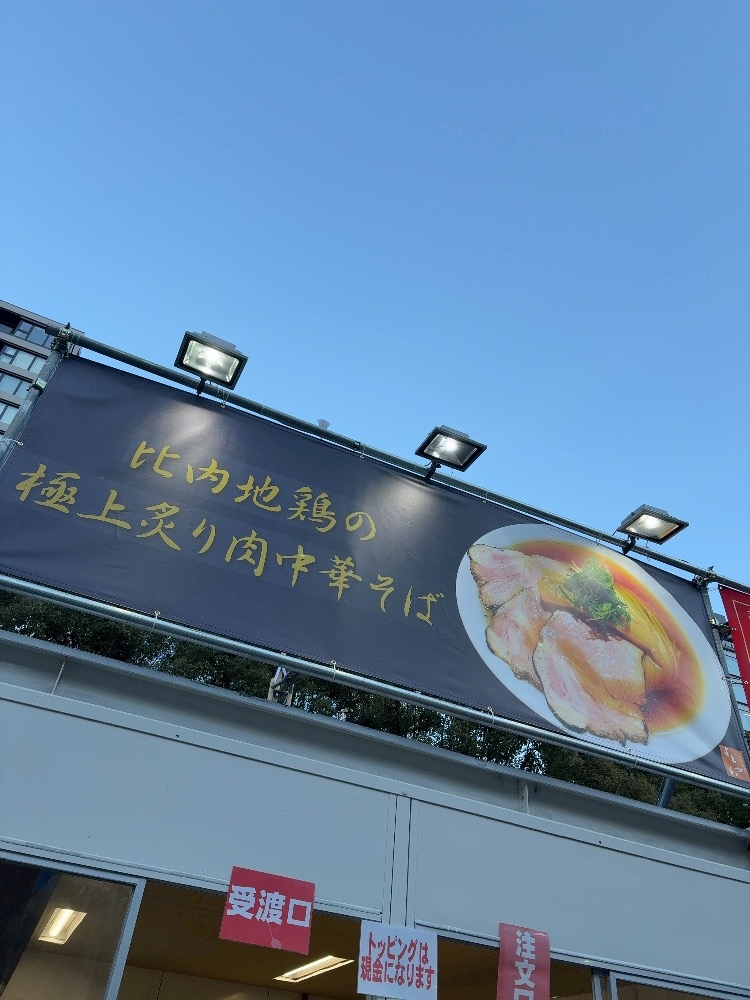 比内地鶏の
極上炙り肉中華そば
受渡口
トッピングは
現金になります
注文口